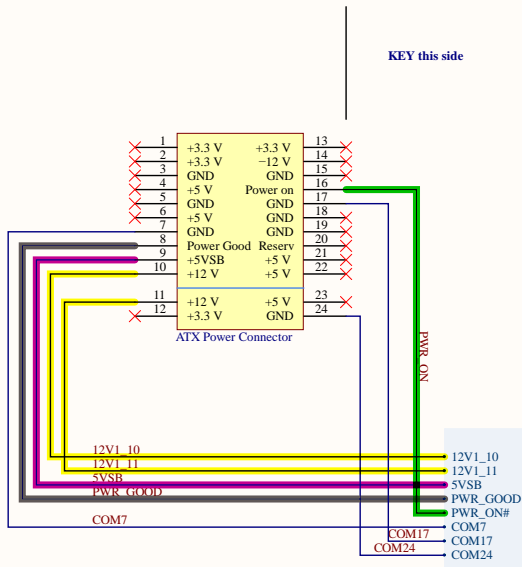 KEY this side
1 +3.3 V +3.3 V 13
2 +3.3 V −12 V 14
3 GND GND 15
4 +5 V Power on 16
5 GND GND 17
6 +5 V GND 18
7 GND GND 19
8 Power Good Reserv 20
9 +5VSB +5 V 21
10 +12 V +5 V 22
11 +12 V +5 V 23
12 +3.3 V GND 24
ATX Power Connector
PWR_ON
12V1_10 12V1_10
12V1_11 12V1_11
5VSB 5VSB
PWR_GOOD PWR_GOOD
PWR_ON#
COM7 COM7
COM17 COM17
COM24 COM24